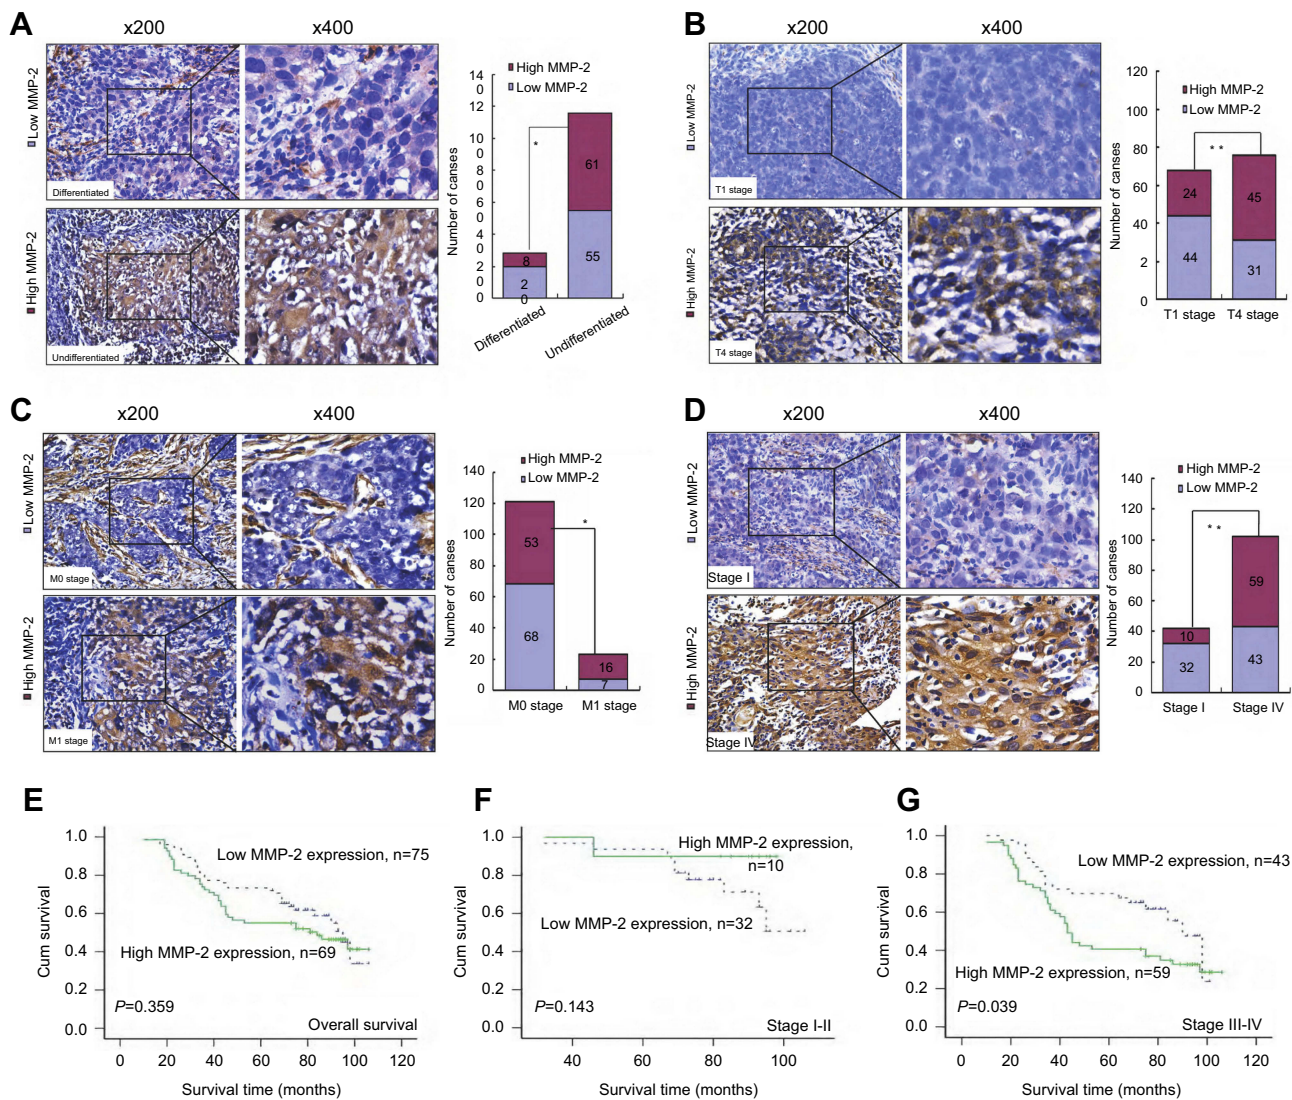 A
x200
x400
Low MMP-2
Differentiated
High MMP-2
Undifferentiated
High MMP-2
Low MMP-2
Number of canses
14
0
12
0
10
0
8
0
6
0
4
0
2
0
0
*
8
2
0
61
55
Differentiated
Undifferentiated
B
x200
x400
Low MMP-2
T1 stage
High MMP-2
T4 stage
High MMP-2
Low MMP-2
Number of canses
120
100
80
60
40
20
0
**
24
44
45
31
T1 stage
T4 stage
C
x200
x400
Low MMP-2
M0 stage
High MMP-2
M1 stage
High MMP-2
Low MMP-2
Number of canses
140
120
100
80
60
40
20
0
*
53
68
16
7
M0 stage
M1 stage
D
x200
x400
Low MMP-2
Stage I
High MMP-2
Stage IV
High MMP-2
Low MMP-2
Number of canses
140
120
100
80
60
40
20
0
**
10
32
59
43
Stage I
Stage IV
E
Cum survival
1.0
0.8
0.6
0.4
0.2
0.0
Low MMP-2 expression, n=75
High MMP-2 expression, n=69
P=0.359
Overall survival
0 20 40 60 80 100 120
Survival time (months)
F
Cum survival
1.0
0.8
0.6
0.4
0.2
0.0
High MMP-2 expression,
n=10
Low MMP-2 expression, n=32
P=0.143
Stage I-II
40 60 80 100
Survival time (months)
G
Cum survival
1.0
0.8
0.6
0.4
0.2
0.0
Low MMP-2 expression, n=43
High MMP-2 expression, n=59
P=0.039
Stage III-IV
0 20 40 60 80 100 120
Survival time (months)